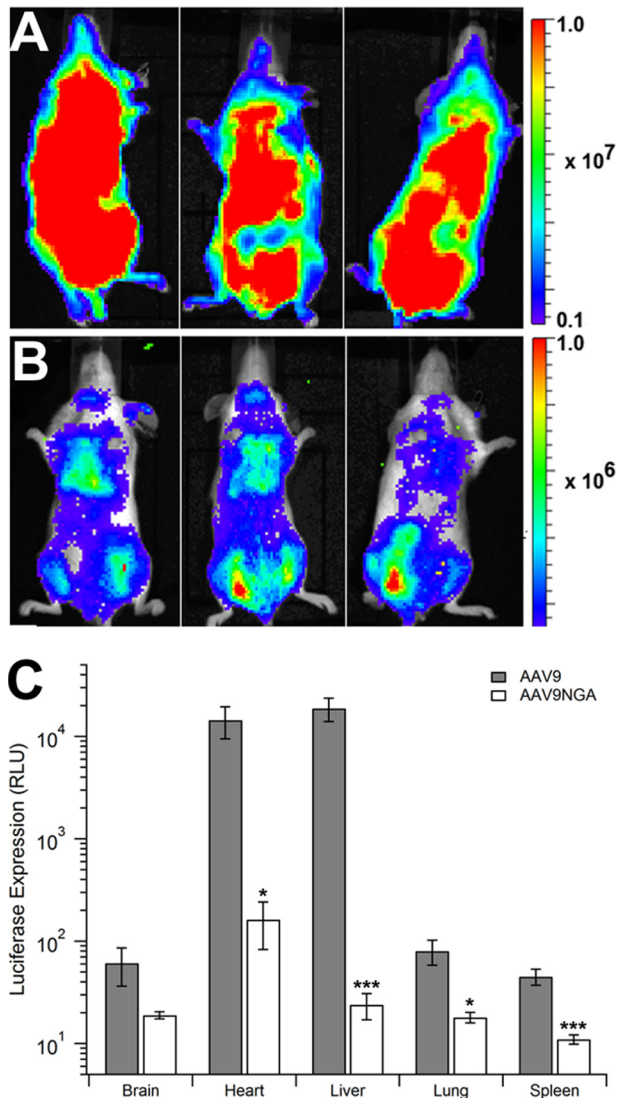 A
1.0
x 10⁷
0.1
B
1.0
x 10⁶
C
AAV9
AAV9NGA
Luciferase Expression (RLU)
10⁴
10³
10²
10¹
*
***
*
***
Brain Heart Liver Lung Spleen